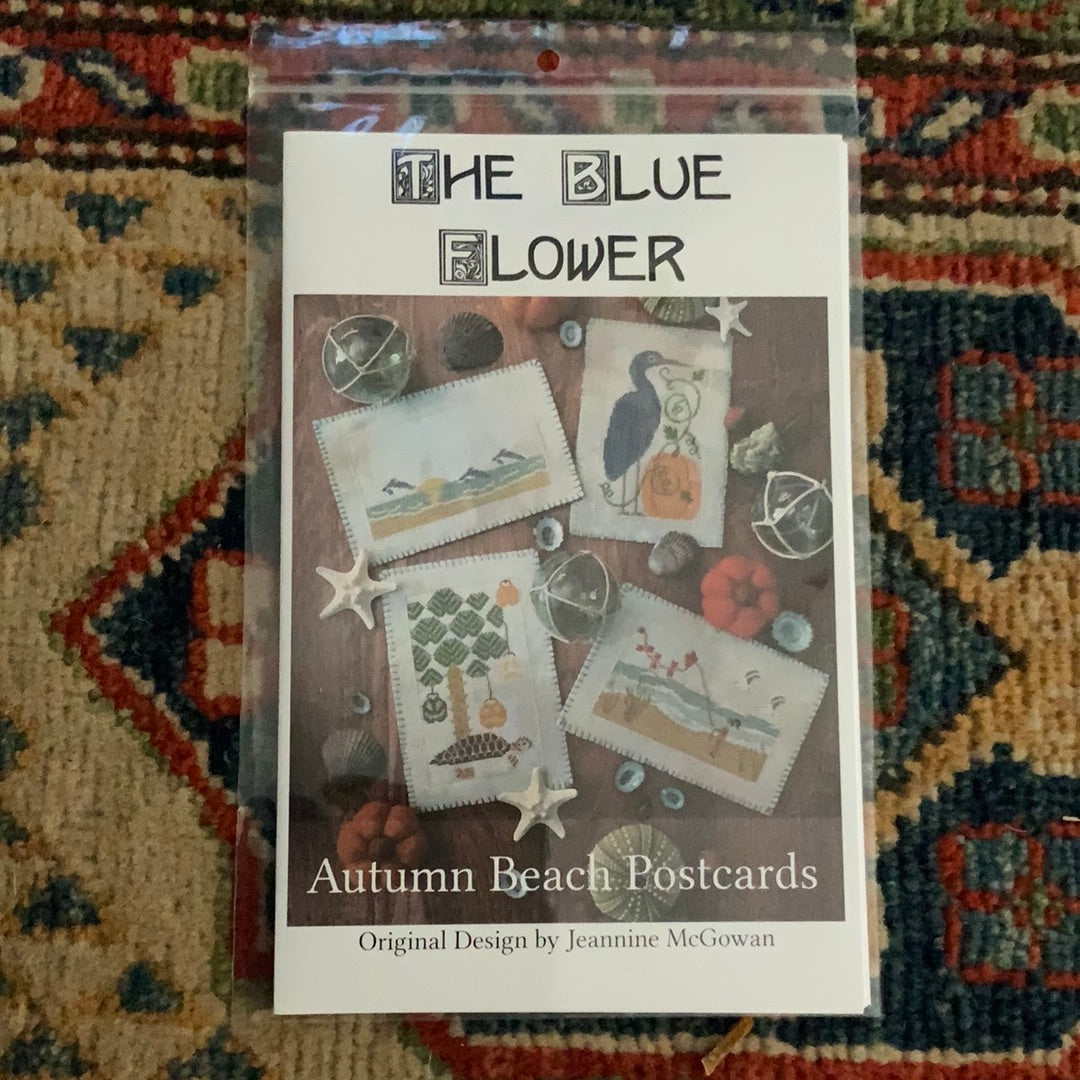 The Blue
Flower
Autumn Beach Postcards
Original Design by Jeannine McGowan